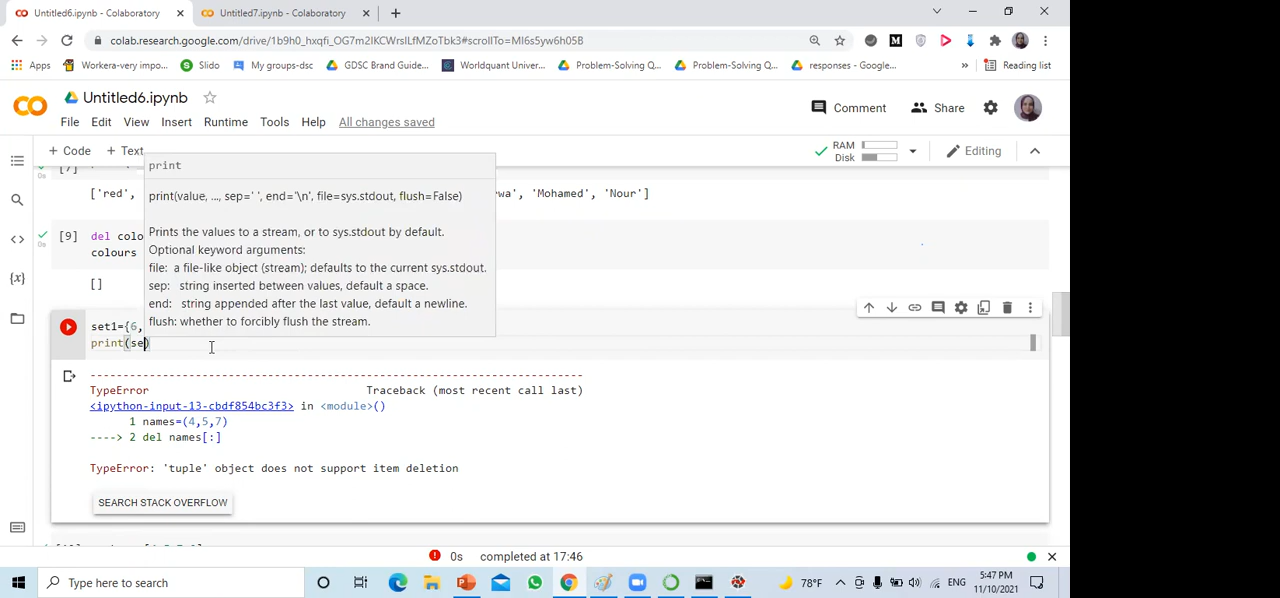 Untitled6.ipynb - Colaboratory
Untitled7.ipynb - Colaboratory
colab.research.google.com/drive/1b9h0_hxqfi_OG7m2IKCWrsILfMZoTbk3#scrollTo=MI6s5yw6h05B
Apps
Workera-very impo...
Slido
My groups-dsc
GDSC Brand Guide...
Worldquant Univer...
Problem-Solving Q...
Problem-Solving Q...
responses - Google...
»
Reading list
Untitled6.ipynb
Comment
Share
File Edit View Insert Runtime Tools Help All changes saved
+ Code + Text
RAM
Disk
Editing
[7]
0s
print
['red',
print(value, ..., sep=' ', end='\n', file=sys.stdout, flush=False)
rwa', 'Mohamed', 'Nour']
Prints the values to a stream, or to sys.stdout by default.
Optional keyword arguments:
file: a file-like object (stream); defaults to the current sys.stdout.
sep: string inserted between values, default a space.
end: string appended after the last value, default a newline.
flush: whether to forcibly flush the stream.
0s
[9] del colo
colours
[]
set1={6,
print(se)
---------------------------------------------------------------------------
TypeError Traceback (most recent call last)
<ipython-input-13-cbdf854bc3f3> in <module>()
1 names=(4,5,7)
----> 2 del names[:]
TypeError: 'tuple' object does not support item deletion
SEARCH STACK OVERFLOW
0s completed at 17:46
Type here to search
78°F
ENG
5:47 PM
11/10/2021